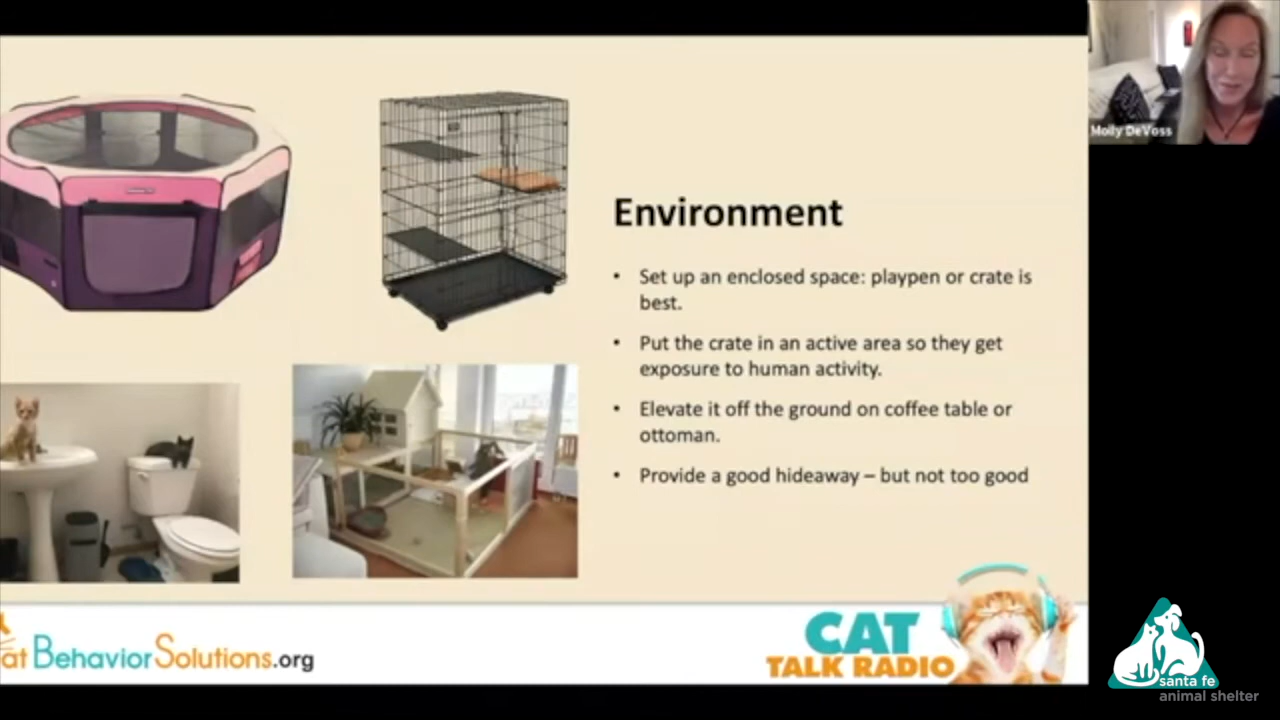 Molly DeVoss
Environment
• Set up an enclosed space: playpen or crate is
best.
• Put the crate in an active area so they get
exposure to human activity.
• Elevate it off the ground on coffee table or
ottoman.
• Provide a good hideaway – but not too good
at BehaviorSolutions.org
CAT
TALK RADIO
santa fe
animal shelter